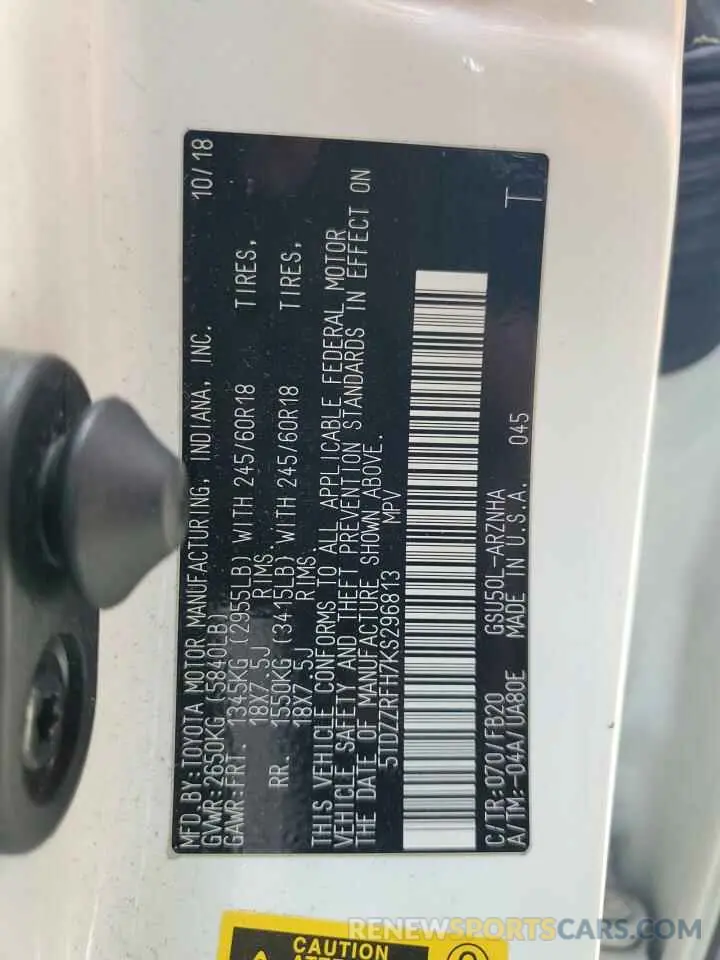 MFD.BY:TOYOTA MOTOR MANUFACTURING, INDIANA, INC. 10/18
GVWR:2650KG (5840LB)
GAWR:FRT. 1345KG (2955LB) WITH 245/60R18 TIRES,
18X7.5J RIMS.
RR. 1550KG (3415LB) WITH 245/60R18 TIRES,
18X7.5J RIMS.
THIS VEHICLE CONFORMS TO ALL APPLICABLE FEDERAL MOTOR
VEHICLE SAFETY AND THEFT PREVENTION STANDARDS IN EFFECT ON
THE DATE OF MANUFACTURE SHOWN ABOVE.
5TDZZRFH7KS296813 MPV
C/TR:070/FB20 GSU50L-ARZNHA
A/TM:-04A/UA80E MADE IN U.S.A. 045 T
CAUTION
RENEWSPORTSCARS.COM